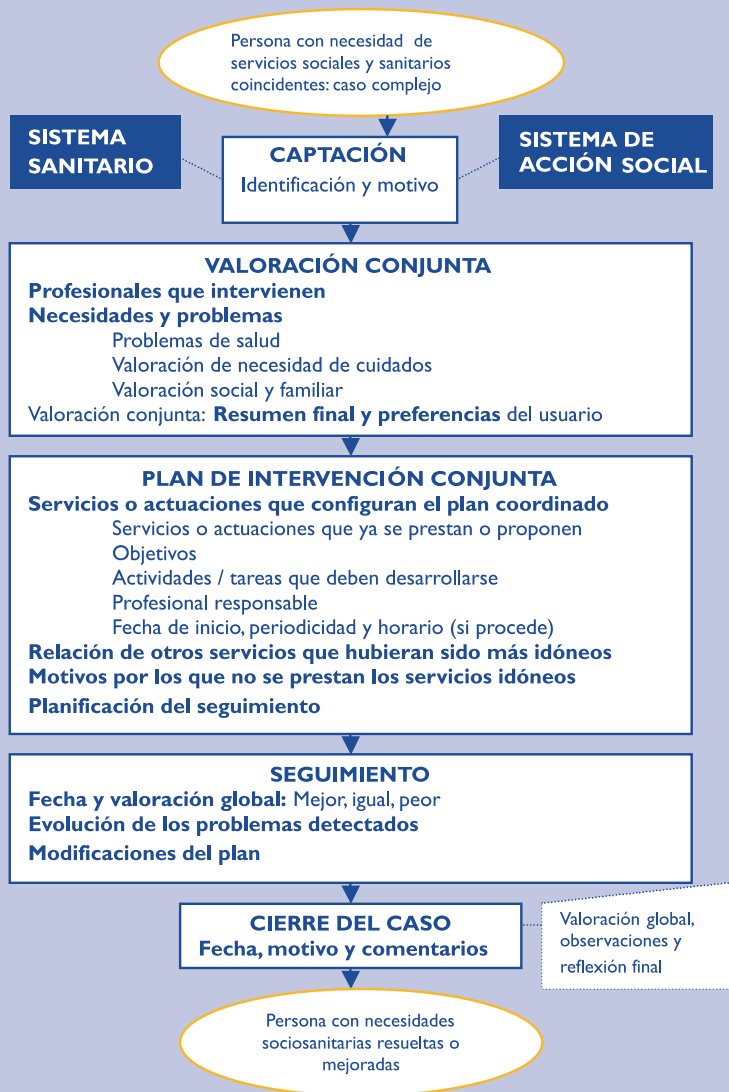 Persona con necesidad de
servicios sociales y sanitarios
coincidentes: caso complejo
SISTEMA
SANITARIO
CAPTACIÓN
Identificación y motivo
SISTEMA DE
ACCIÓN SOCIAL
VALORACIÓN CONJUNTA
Profesionales que intervienen
Necesidades y problemas
Problemas de salud
Valoración de necesidad de cuidados
Valoración social y familiar
Valoración conjunta: Resumen final y preferencias del usuario
PLAN DE INTERVENCIÓN CONJUNTA
Servicios o actuaciones que configuran el plan coordinado
Servicios o actuaciones que ya se prestan o proponen
Objetivos
Actividades / tareas que deben desarrollarse
Profesional responsable
Fecha de inicio, periodicidad y horario (si procede)
Relación de otros servicios que hubieran sido más idóneos
Motivos por los que no se prestan los servicios idóneos
Planificación del seguimiento
SEGUIMIENTO
Fecha y valoración global: Mejor, igual, peor
Evolución de los problemas detectados
Modificaciones del plan
CIERRE DEL CASO
Fecha, motivo y comentarios
Valoración global,
observaciones y
reflexión final
Persona con necesidades
sociosanitarias resueltas o
mejoradas